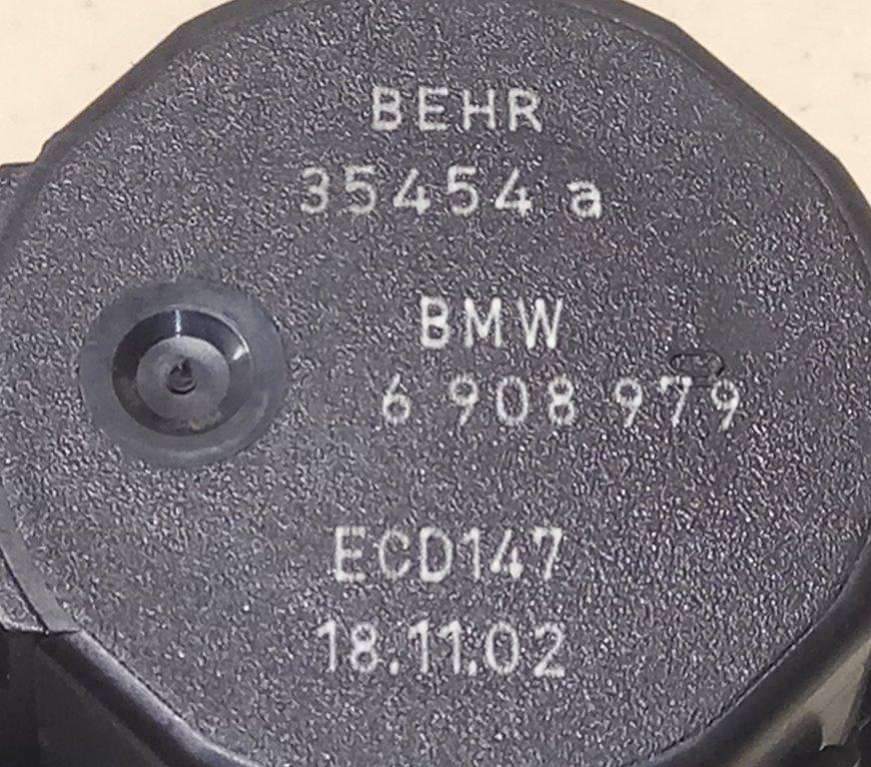 BEHR
35454 a
BMW
6 908 979
ECD147
18.11.02